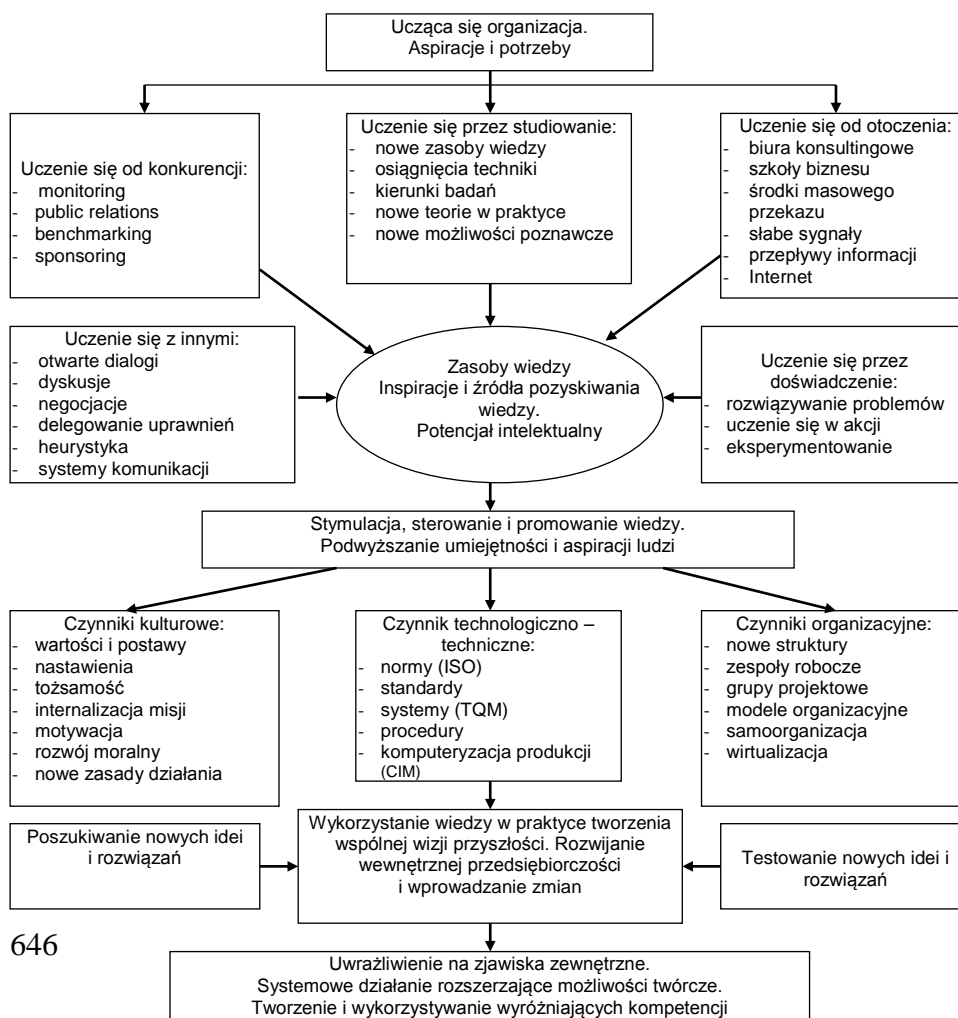 Ucząca się organizacja.
Aspiracje i potrzeby
Uczenie się od konkurencji:
- monitoring
- public relations
- benchmarking
- sponsoring
Uczenie się przez studiowanie:
- nowe zasoby wiedzy
- osiągnięcia techniki
- kierunki badań
- nowe teorie w praktyce
- nowe możliwości poznawcze
Uczenie się od otoczenia:
- biura konsultingowe
- szkoły biznesu
- środki masowego
przekazu
- słabe sygnały
- przepływy informacji
- Internet
Uczenie się z innymi:
- otwarte dialogi
- dyskusje
- negocjacje
- delegowanie uprawnień
- heurystyka
- systemy komunikacji
Zasoby wiedzy
Inspiracje i źródła pozyskiwania
wiedzy.
Potencjał intelektualny
Uczenie się przez
doświadczenie:
- rozwiązywanie problemów
- uczenie się w akcji
- eksperymentowanie
Stymulacja, sterowanie i promowanie wiedzy.
Podwyższanie umiejętności i aspiracji ludzi
Czynniki kulturowe:
- wartości i postawy
- nastawienia
- tożsamość
- internalizacja misji
- motywacja
- rozwój moralny
- nowe zasady działania
Czynnik technologiczno –
techniczne:
- normy (ISO)
- standardy
- systemy (TQM)
- procedury
- komputeryzacja produkcji
(CIM)
Czynniki organizacyjne:
- nowe struktury
- zespoły robocze
- grupy projektowe
- modele organizacyjne
- samoorganizacja
- wirtualizacja
Poszukiwanie nowych idei
i rozwiązań
Wykorzystanie wiedzy w praktyce tworzenia
wspólnej wizji przyszłości. Rozwijanie
wewnętrznej przedsiębiorczości
i wprowadzanie zmian
Testowanie nowych idei i
rozwiązań
646
Uwrażliwienie na zjawiska zewnętrzne.
Systemowe działanie rozszerzające możliwości twórcze.
Tworzenie i wykorzystywanie wyróżniających kompetencji